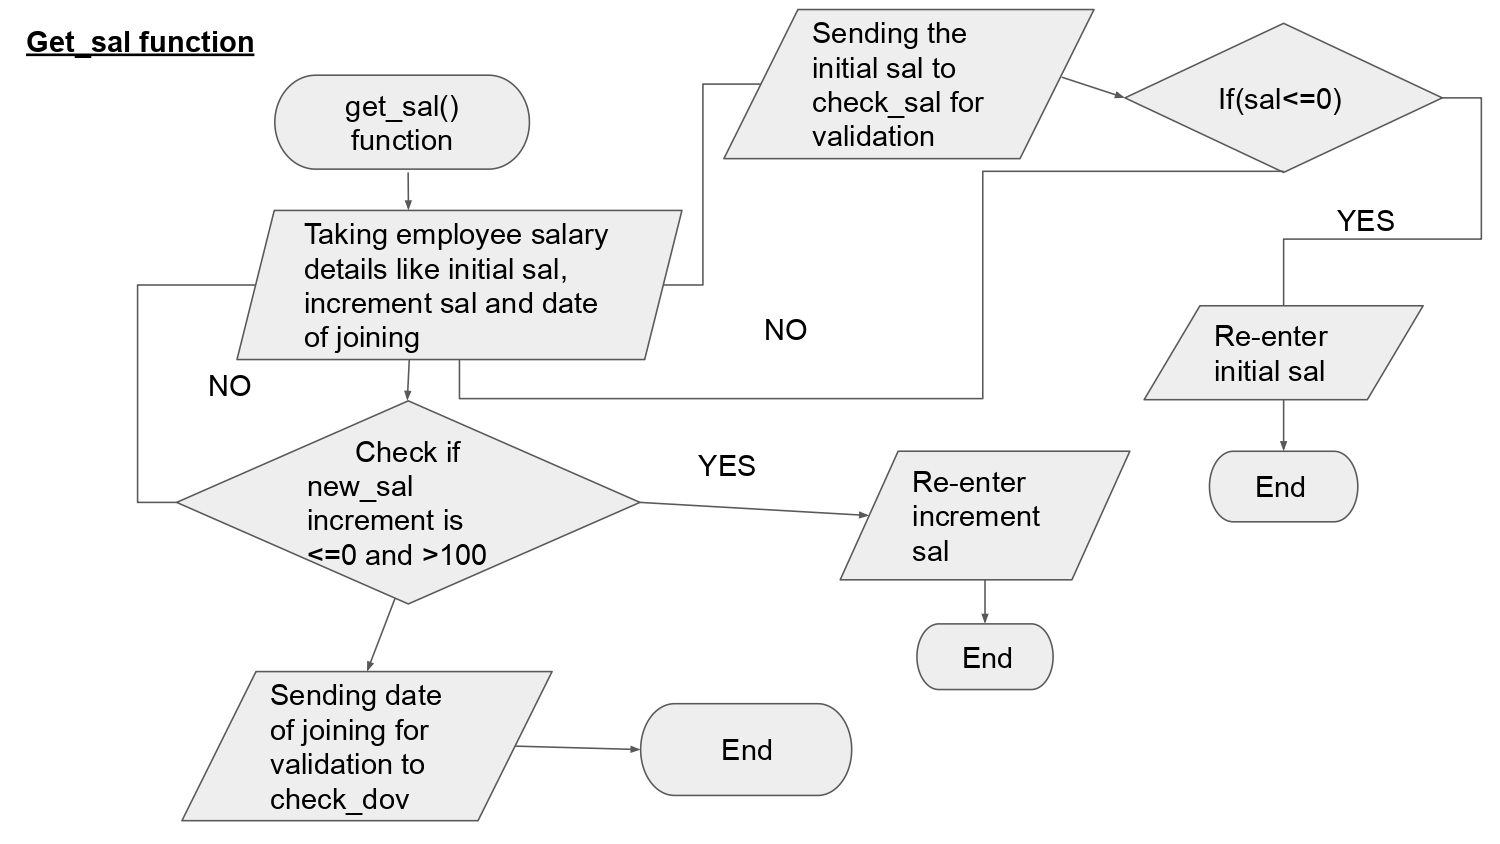 Get_sal function
get_sal()
function
Sending the
initial sal to
check_sal for
validation
If(sal<=0)
YES
Taking employee salary
details like initial sal,
increment sal and date
of joining
NO
NO
Re-enter
initial sal
End
Check if
new_sal
increment is
<=0 and >100
YES
Re-enter
increment
sal
End
Sending date
of joining for
validation to
check_dov
End